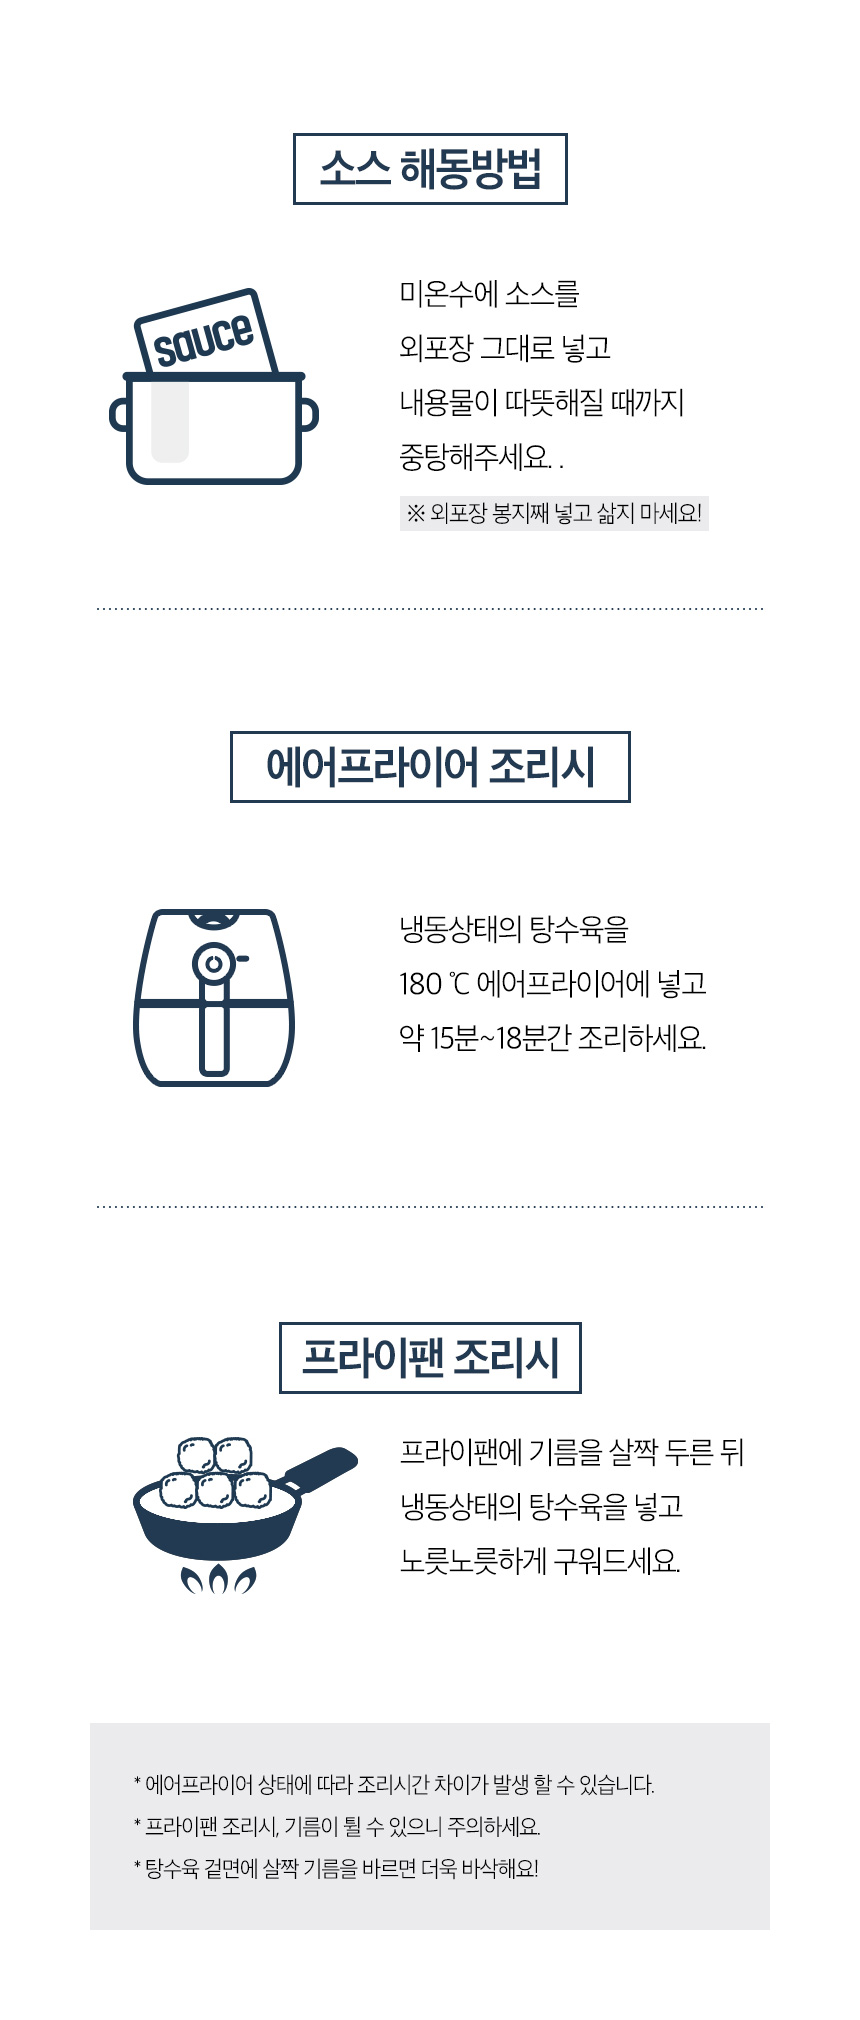 소스 해동방법
sauce
미온수에 소스를
외포장 그대로 넣고
내용물이 따뜻해질 때까지
중탕해주세요. .
※ 외포장 봉지째 넣고 삶지 마세요!
에어프라이어 조리시
냉동상태의 탕수육을
180 ℃ 에어프라이어에 넣고
약 15분~18분간 조리하세요.
프라이팬 조리시
프라이팬에 기름을 살짝 두른 뒤
냉동상태의 탕수육을 넣고
노릇노릇하게 구워드세요.
* 에어프라이어 상태에 따라 조리시간 차이가 발생 할 수 있습니다.
* 프라이팬 조리시, 기름이 튈 수 있으니 주의하세요.
* 탕수육 겉면에 살짝 기름을 바르면 더욱 바삭해요!